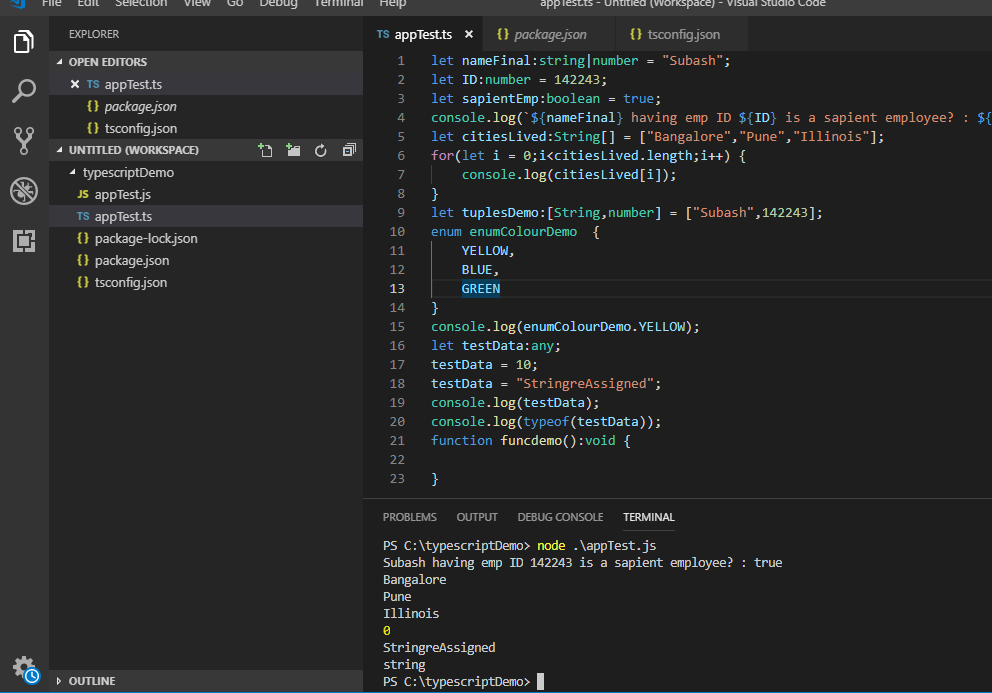 File Edit Selection View Go Debug Terminal Help appTest.ts - Untitled (Workspace) - Visual Studio Code
EXPLORER
OPEN EDITORS
TS appTest.ts
{} package.json
{} tsconfig.json
UNTITLED (WORKSPACE)
typescriptDemo
JS appTest.js
TS appTest.ts
{} package-lock.json
{} package.json
{} tsconfig.json
OUTLINE
TS appTest.ts {} package.json {} tsconfig.json
1 let nameFinal:string|number = "Subash";
2 let ID:number = 142243;
3 let sapientEmp:boolean = true;
4 console.log(`${nameFinal} having emp ID ${ID} is a sapient employee? : ${
5 let citiesLived:String[] = ["Bangalore","Pune","Illinois"];
6 for(let i = 0;i<citiesLived.length;i++) {
7 console.log(citiesLived[i]);
8 }
9 let tuplesDemo:[String,number] = ["Subash",142243];
10 enum enumColourDemo {
11 YELLOW,
12 BLUE,
13 GREEN
14 }
15 console.log(enumColourDemo.YELLOW);
16 let testData:any;
17 testData = 10;
18 testData = "StringreAssigned";
19 console.log(testData);
20 console.log(typeof(testData));
21 function funcdemo():void {
22
23 }
PROBLEMS OUTPUT DEBUG CONSOLE TERMINAL
PS C:\typescriptDemo> node .\appTest.js
Subash having emp ID 142243 is a sapient employee? : true
Bangalore
Pune
Illinois
0
StringreAssigned
string
PS C:\typescriptDemo>